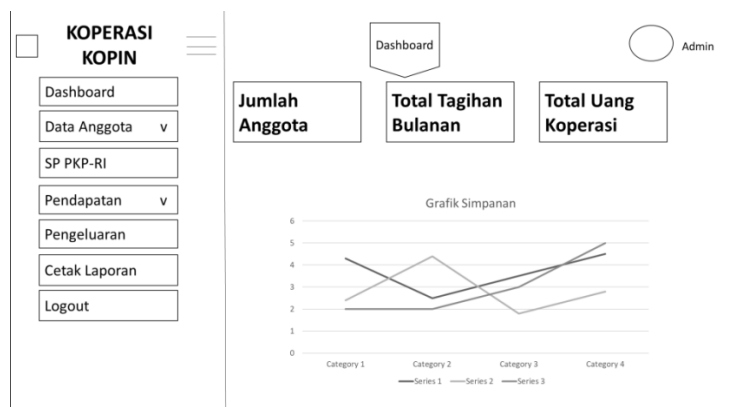 KOPERASI
KOPIN
Dashboard
Data Anggota v
SP PKP-RI
Pendapatan v
Pengeluaran
Cetak Laporan
Logout
Dashboard
Admin
Jumlah
Anggota
Total Tagihan
Bulanan
Total Uang
Koperasi
Grafik Simpanan
6
5
4
3
2
1
0
Category 1 Category 2 Category 3 Category 4
Series 1 Series 2 Series 3